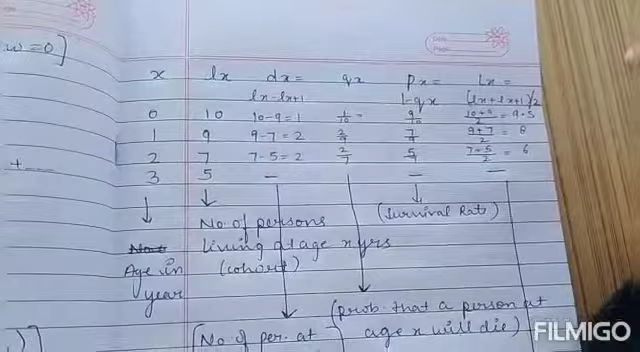 w = 0]
x lx dx = qx px = Lx =
lx - lx+1 1-qx (lx + lx+1)/2
0 10 10-9 = 1 1/10 9/10 10+9/2 = 9.5
1 9 9-7 = 2 2/9 7/9 9+7/2 = 8
+ 2 7 7-5 = 2 2/7 5/7 7+5/2 = 6
3 5 - - -
No. of persons (Survival Rate)
Living at age x yrs
Age in (cohort)
year
(prob. that a person at
[No of per. at age x will die)
FILMIGO